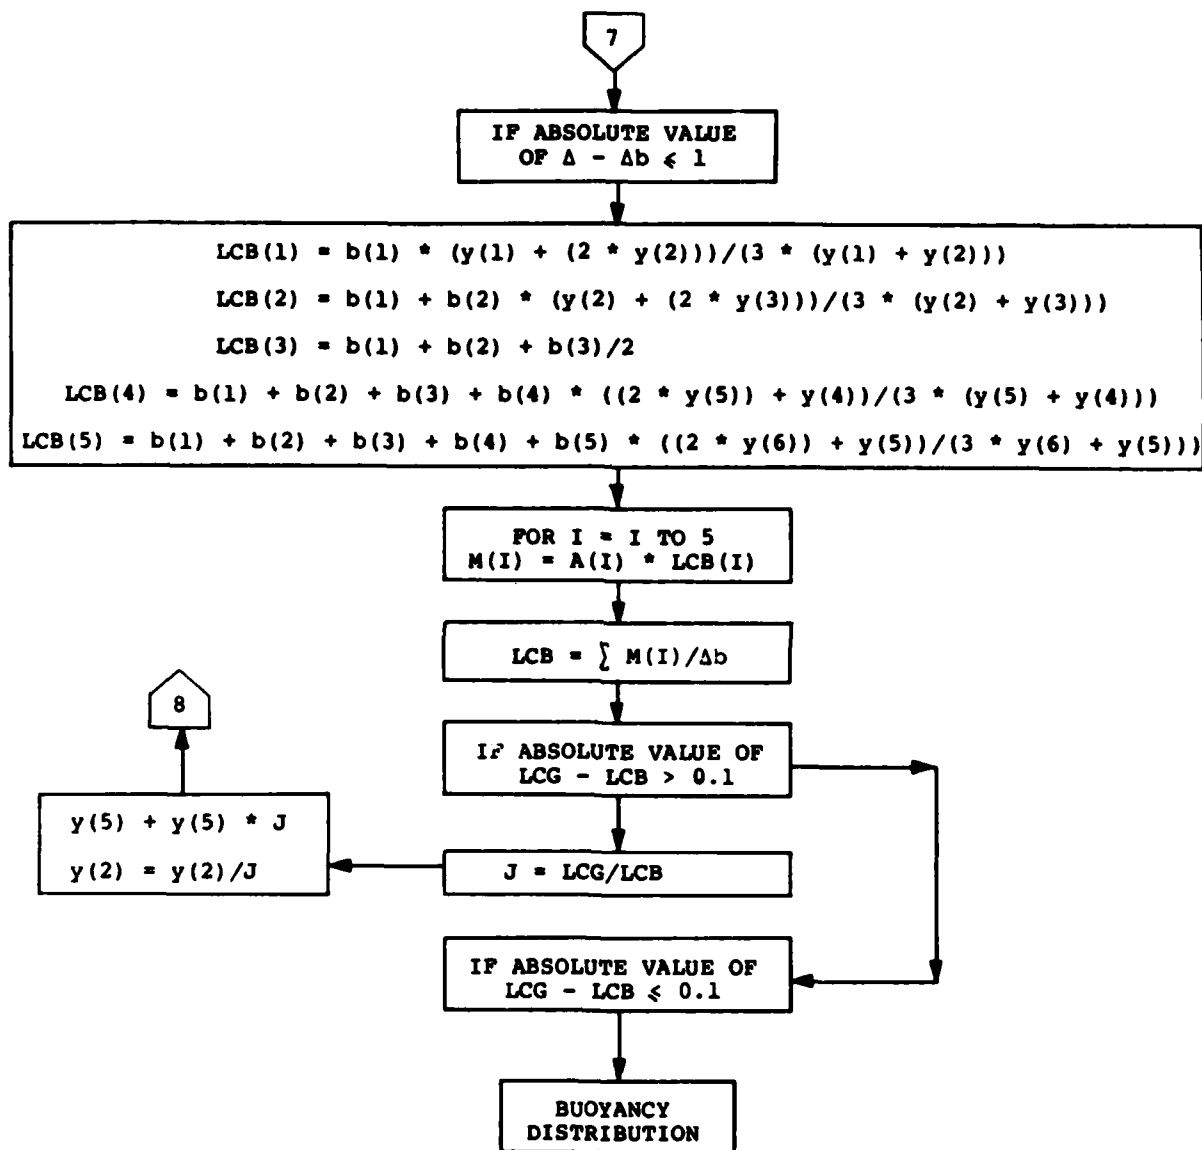 7
IF ABSOLUTE VALUE
OF Δ - Δb ⩽ 1
LCB(1) = b(1) * (y(1) + (2 * y(2)))/(3 * (y(1) + y(2)))
LCB(2) = b(1) + b(2) * (y(2) + (2 * y(3)))/(3 * (y(2) + y(3)))
LCB(3) = b(1) + b(2) + b(3)/2
LCB(4) = b(1) + b(2) + b(3) + b(4) * ((2 * y(5)) + y(4))/(3 * (y(5) + y(4)))
LCB(5) = b(1) + b(2) + b(3) + b(4) + b(5) * ((2 * y(6)) + y(5))/(3 * y(6) + y(5)))
FOR I = I TO 5
M(I) = A(I) * LCB(I)
LCB = ∑ M(I)/Δb
8
IF ABSOLUTE VALUE OF
LCG - LCB > 0.1
y(5) + y(5) * J
y(2) = y(2)/J
J = LCG/LCB
IF ABSOLUTE VALUE OF
LCG - LCB ⩽ 0.1
BUOYANCY
DISTRIBUTION